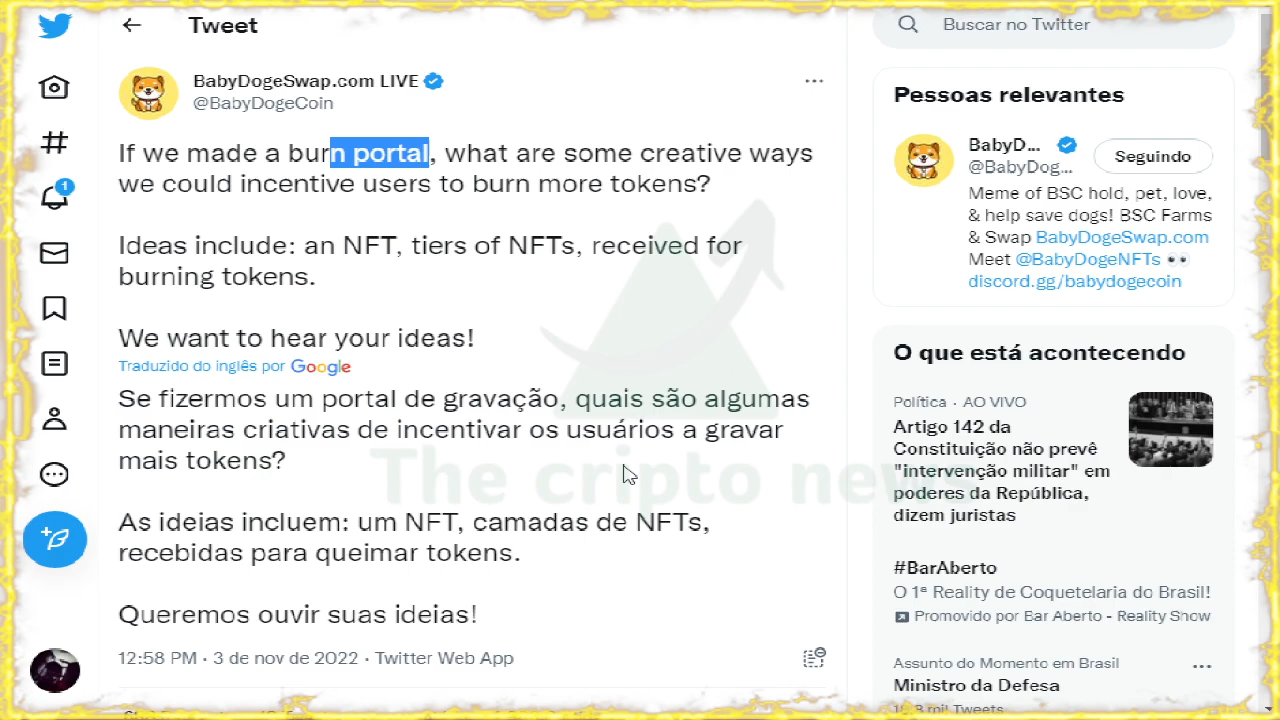 Tweet
BabyDogeSwap.com LIVE
@BabyDogeCoin
If we made a burn portal, what are some creative ways
we could incentive users to burn more tokens?
Ideas include: an NFT, tiers of NFTs, received for
burning tokens.
We want to hear your ideas!
Traduzido do inglês por Google
Se fizermos um portal de gravação, quais são algumas
maneiras criativas de incentivar os usuários a gravar
mais tokens?
As ideias incluem: um NFT, camadas de NFTs,
recebidas para queimar tokens.
Queremos ouvir suas ideias!
12:58 PM · 3 de nov de 2022 · Twitter Web App
The cripto news
1
Buscar no Twitter
Pessoas relevantes
BabyD...
@BabyDog...
Seguindo
Meme of BSC hold, pet, love,
& help save dogs! BSC Farms
& Swap BabyDogeSwap.com
Meet @BabyDogeNFTs 👀
discord.gg/babydogecoin
O que está acontecendo
Política · AO VIVO
Artigo 142 da
Constituição não prevê
"intervenção militar" em
poderes da República,
dizem juristas
#BarAberto
O 1º Reality de Coquetelaria do Brasil!
Promovido por Bar Aberto - Reality Show
Assunto do Momento em Brasil
Ministro da Defesa
mil Tweets